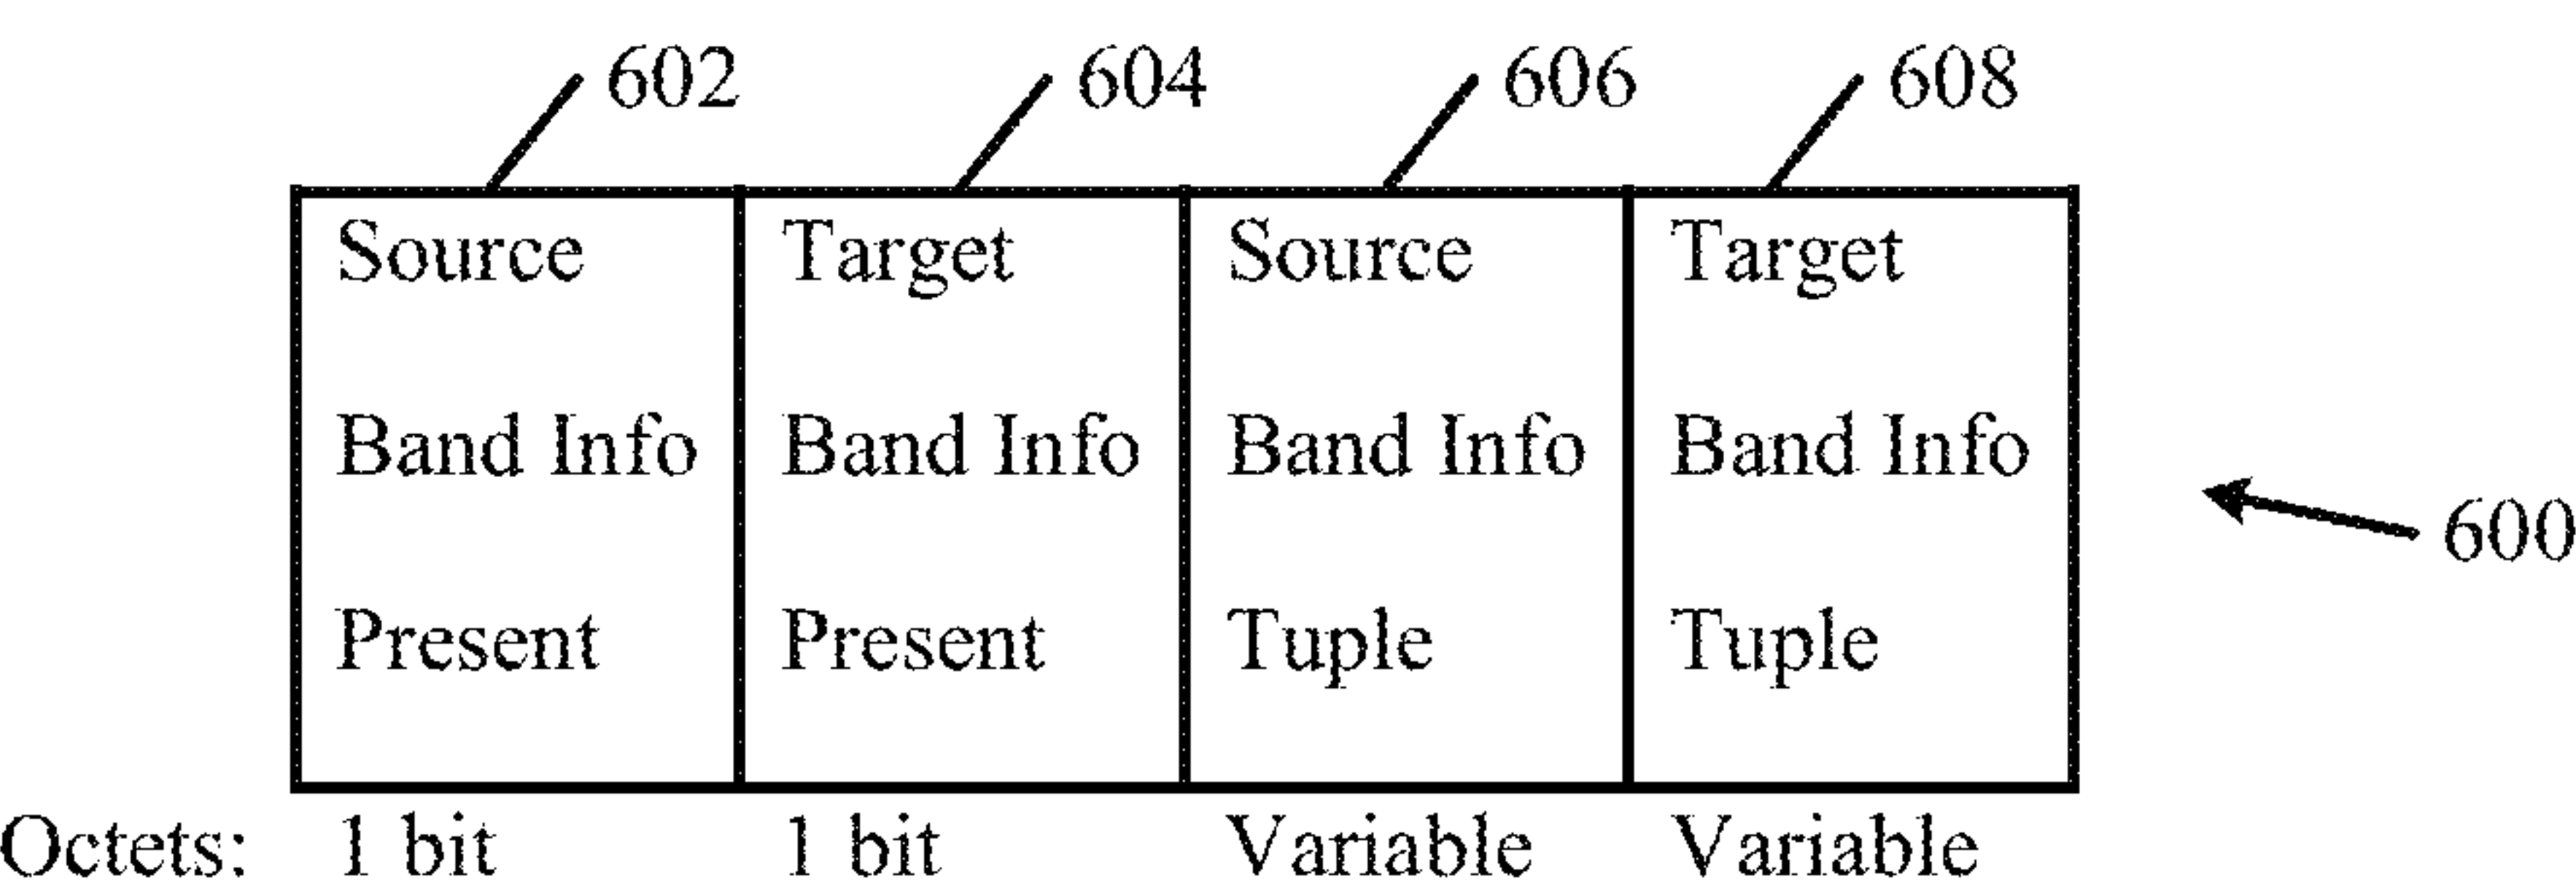 602 604 606 608
Source Target Source Target
Band Info Band Info Band Info Band Info
600
Present Present Tuple Tuple
Octets: 1 bit 1 bit Variable Variable